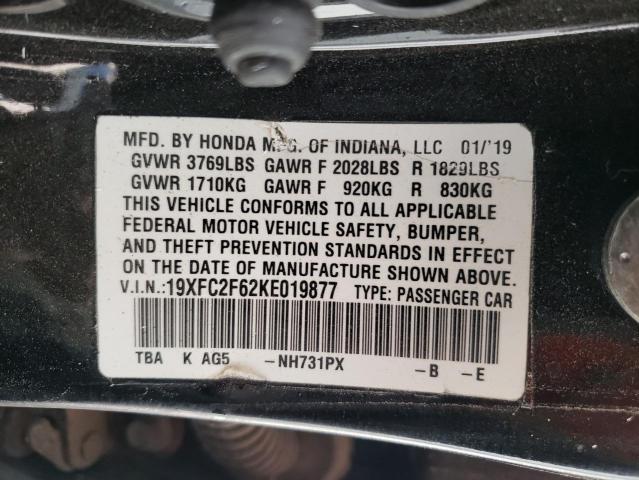 MFD. BY HONDA MFG. OF INDIANA, LLC 01/'19
GVWR 3769LBS GAWR F 2028LBS R 1829LBS
GVWR 1710KG GAWR F 920KG R 830KG
THIS VEHICLE CONFORMS TO ALL APPLICABLE
FEDERAL MOTOR VEHICLE SAFETY, BUMPER,
AND THEFT PREVENTION STANDARDS IN EFFECT
ON THE DATE OF MANUFACTURE SHOWN ABOVE.
V.I.N.:19XFC2F62KE019877 TYPE: PASSENGER CAR
TBA K AG5 -NH731PX -B -E